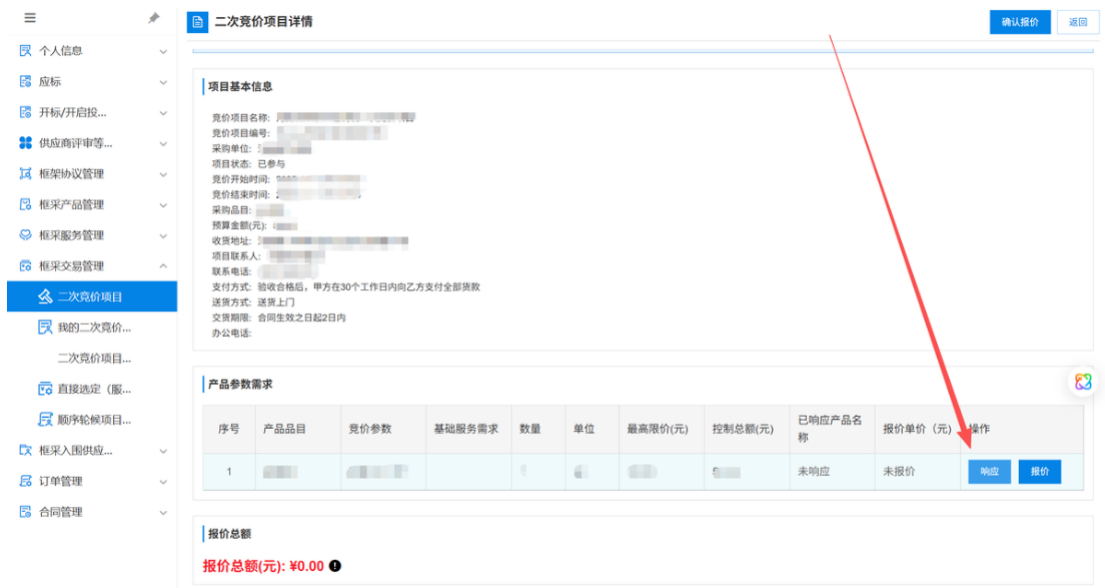 二次竞价项目详情
确认报价
返回
个人信息
应标
开标/开启投...
供应商评审等...
框架协议管理
框采产品管理
框采服务管理
框采交易管理
二次竞价项目
我的二次竞价...
二次竞价项目...
直接选定（服...
顺序轮候项目...
框采入围供应...
订单管理
合同管理
项目基本信息
竞价项目名称:
竞价项目编号:
采购单位:
项目状态: 已参与
竞价开始时间:
竞价结束时间:
采购品目:
预算金额(元):
收货地址:
项目联系人:
联系电话:
支付方式: 验收合格后，甲方在30个工作日内向乙方支付全部货款
送货方式: 送货上门
交货期限: 合同生效之日起2日内
办公电话:
产品参数需求
序号 产品品目 竞价参数 基础服务需求 数量 单位 最高限价(元) 控制总额(元) 已响应产品名称 报价单价（元） 操作
1 未响应 未报价 响应 报价
报价总额
报价总额(元): ¥0.00